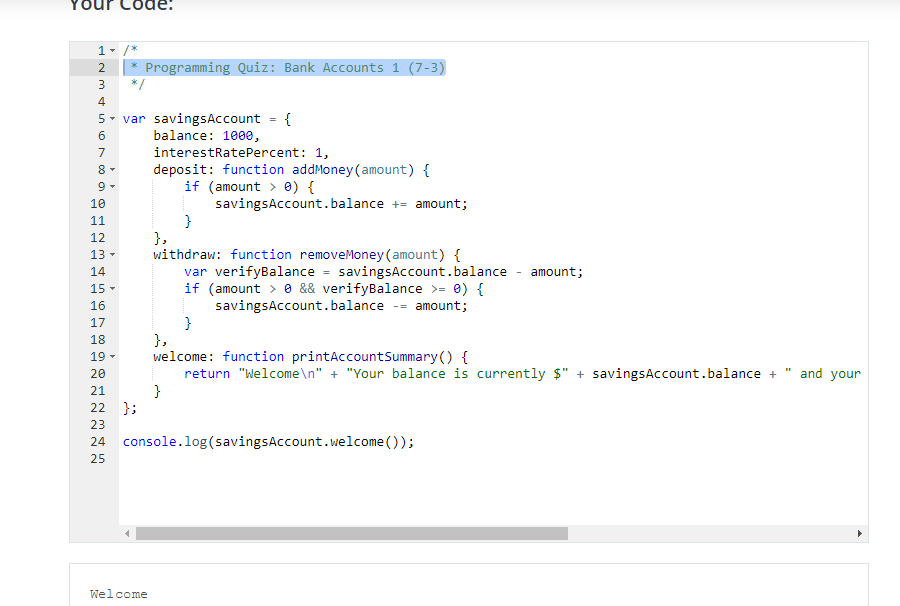 Your Code:
1 /*
2 * Programming Quiz: Bank Accounts 1 (7-3)
3 */
4
5 var savingsAccount = {
6 balance: 1000,
7 interestRatePercent: 1,
8 deposit: function addMoney(amount) {
9 if (amount > 0) {
10 savingsAccount.balance += amount;
11 }
12 },
13 withdraw: function removeMoney(amount) {
14 var verifyBalance = savingsAccount.balance - amount;
15 if (amount > 0 && verifyBalance >= 0) {
16 savingsAccount.balance -= amount;
17 }
18 },
19 welcome: function printAccountSummary() {
20 return "Welcome\n" + "Your balance is currently $" + savingsAccount.balance + " and your
21 }
22 };
23
24 console.log(savingsAccount.welcome());
25
Welcome